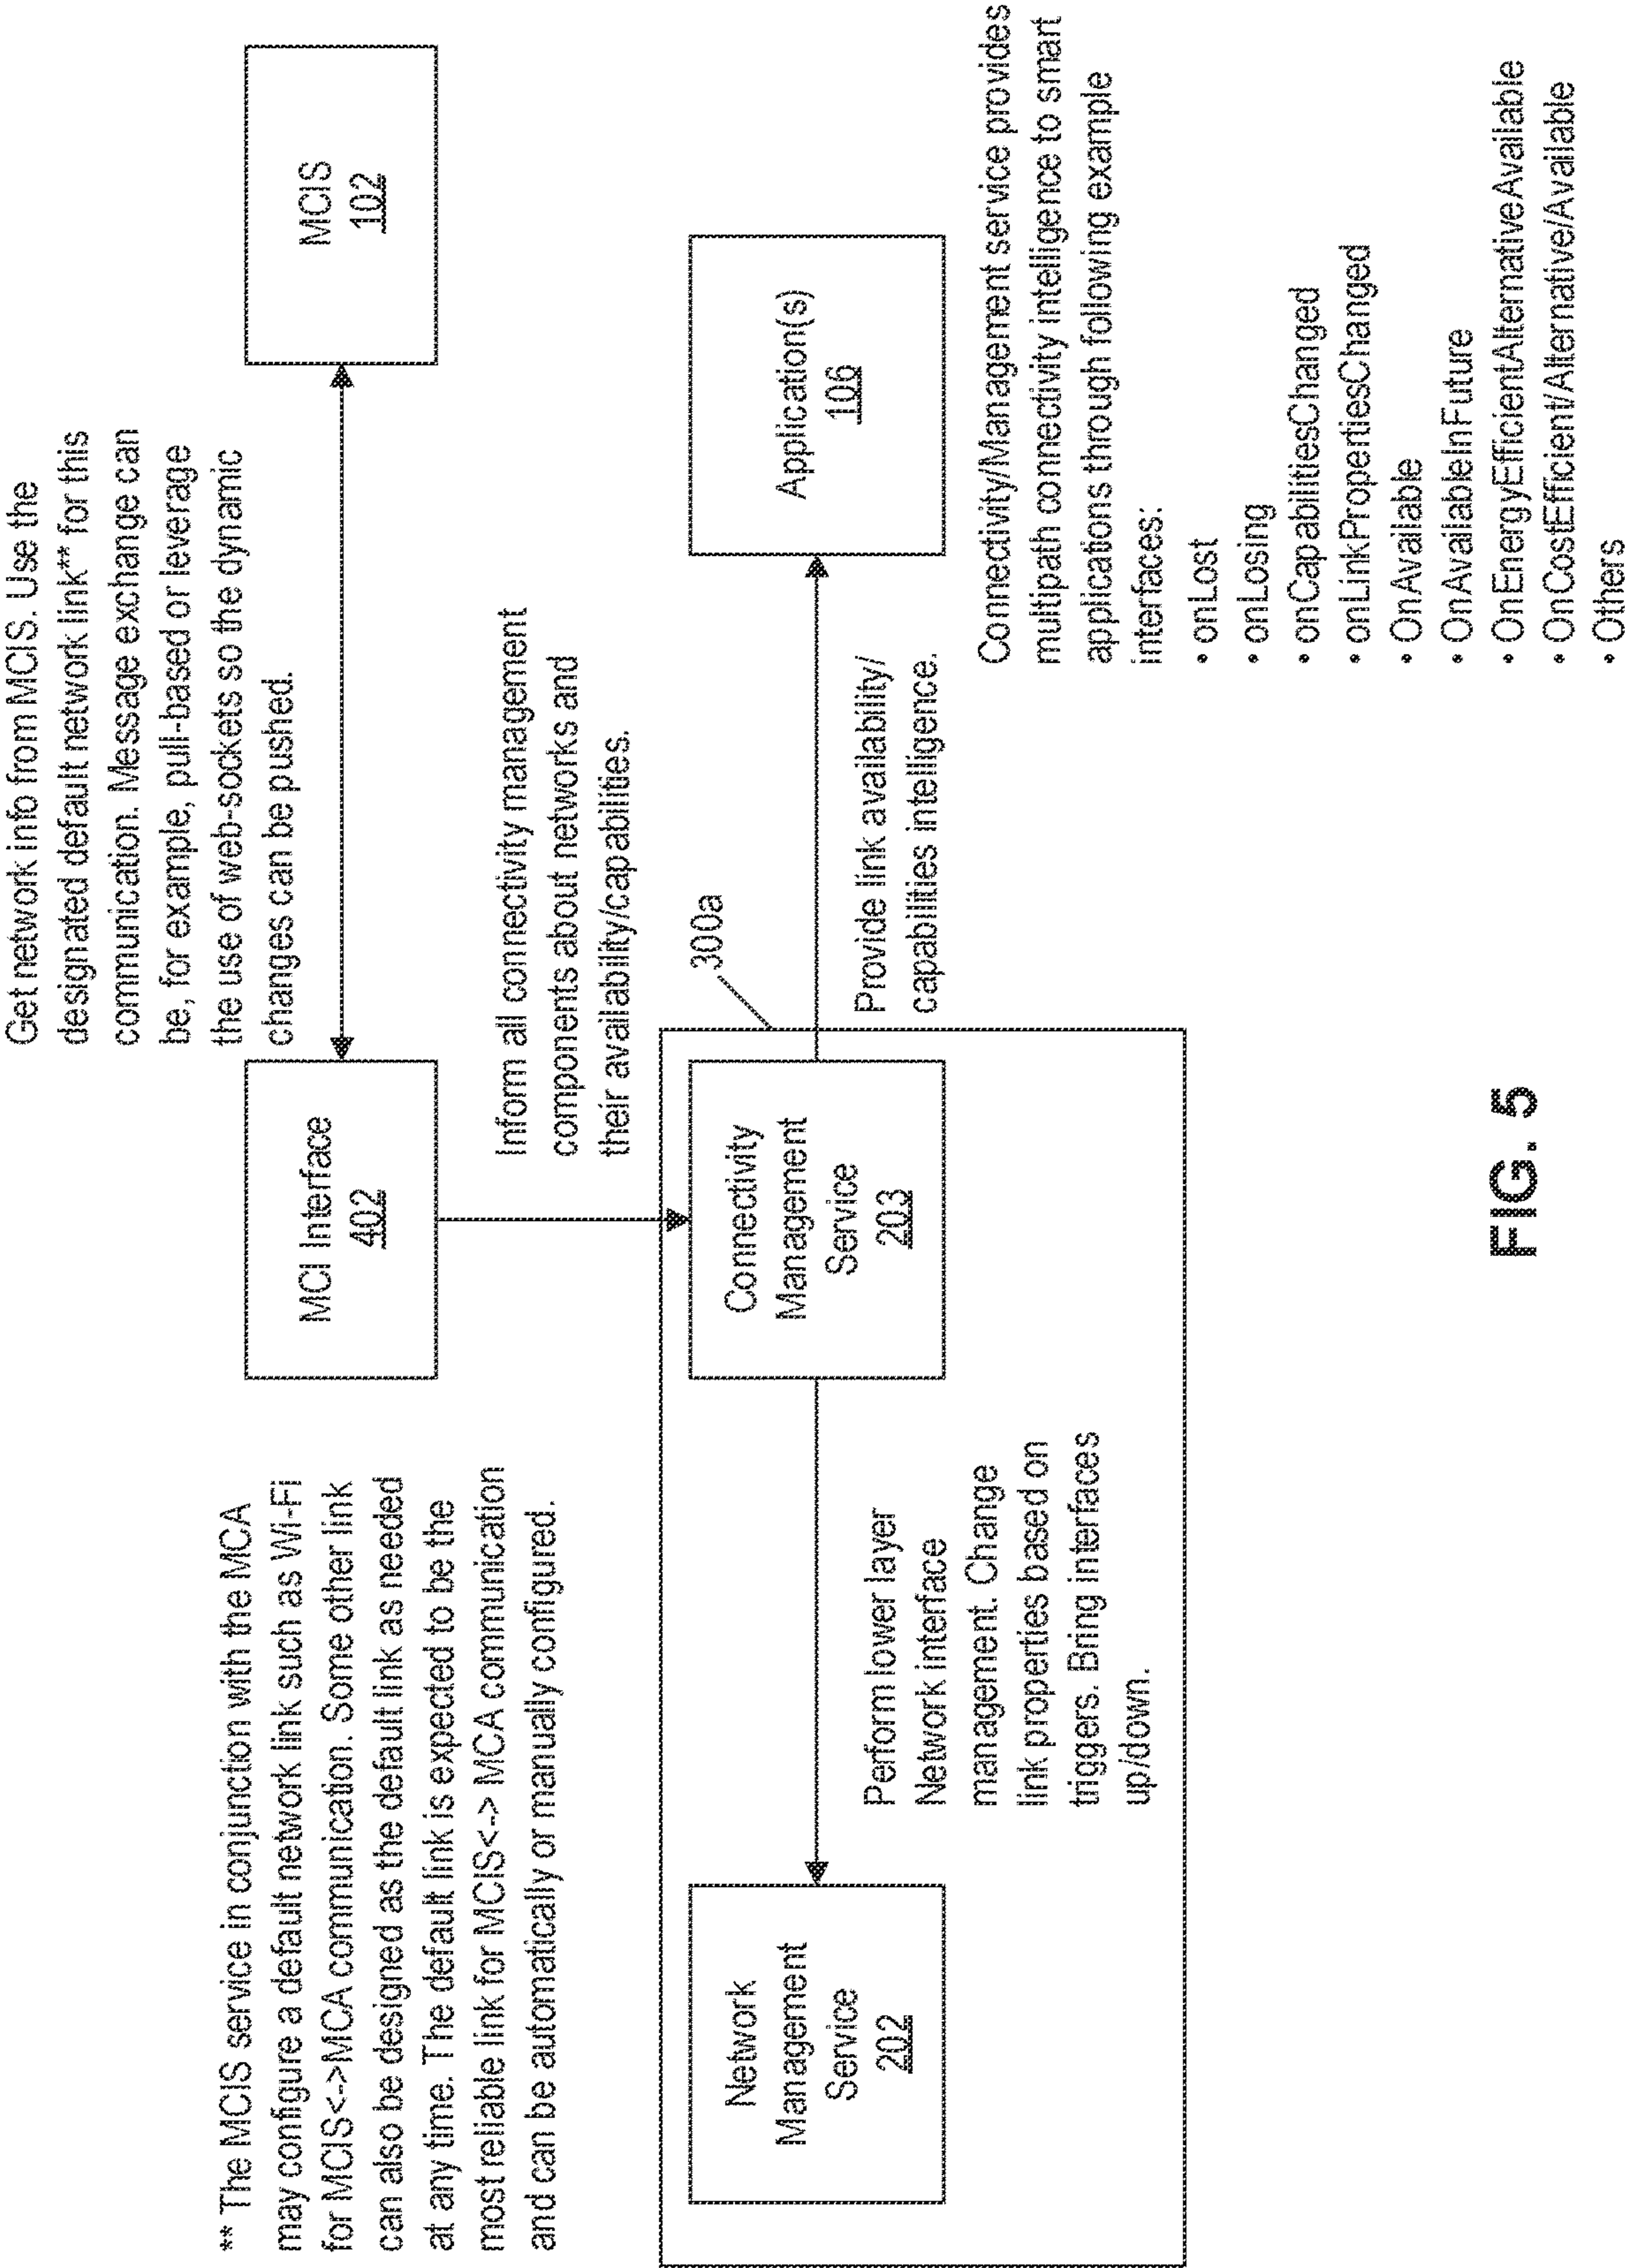 Get network info from MCIS. Use the
designated default network link** for this
communication. Message exchange can
be, for example, pull-based or leverage
the use of web-sockets so the dynamic
changes can be pushed.
** The MCIS service in conjunction with the MCA
may configure a default network link such as Wi-Fi
for MCIS<->MCA communication. Some other link
can also be designed as the default link as needed
at any time. The default link is expected to be the
most reliable link for MCIS<-> MCA communication
and can be automatically or manually configured.
MCI Interface
402
MCIS
102
Inform all connectivity management
components about networks and
their availability/capabilities.
300a
Network
Management
Service
202
Connectivity
Management
Service
203
Application(s)
106
Perform lower layer
Network interface
management. Change
link properties based on
triggers. Bring interfaces
up/down.
Provide link availability/
capabilities intelligence.
Connectivity/Management service provides
multipath connectivity intelligence to smart
applications through following example
interfaces:
• onLost
• onLosing
• onCapabilitiesChanged
• onLinkPropertiesChanged
• OnAvailable
• OnAvailableInFuture
• OnEnergyEfficientAlternativeAvailable
• OnCostEfficient/Alternative/Available
• Others
FIG. 5